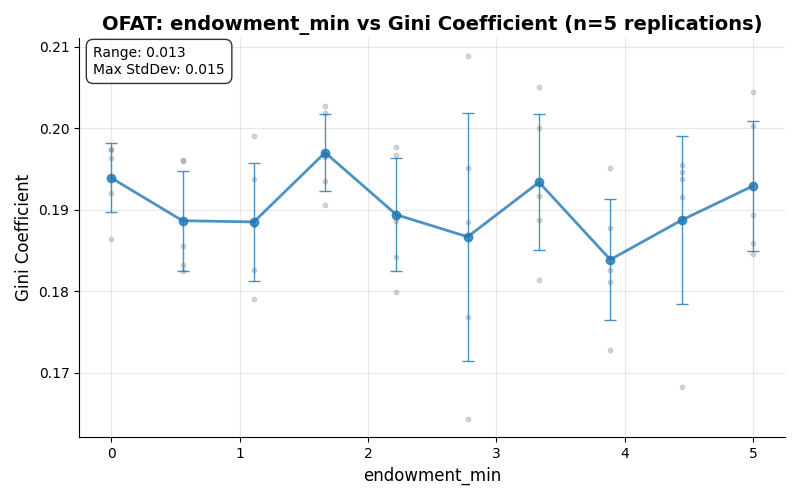 OFAT: endowment_min vs Gini Coefficient (n=5 replications)
Range: 0.013
Max StdDev: 0.015
Gini Coefficient
0.21
0.20
0.19
0.18
0.17
0 1 2 3 4 5
endowment_min